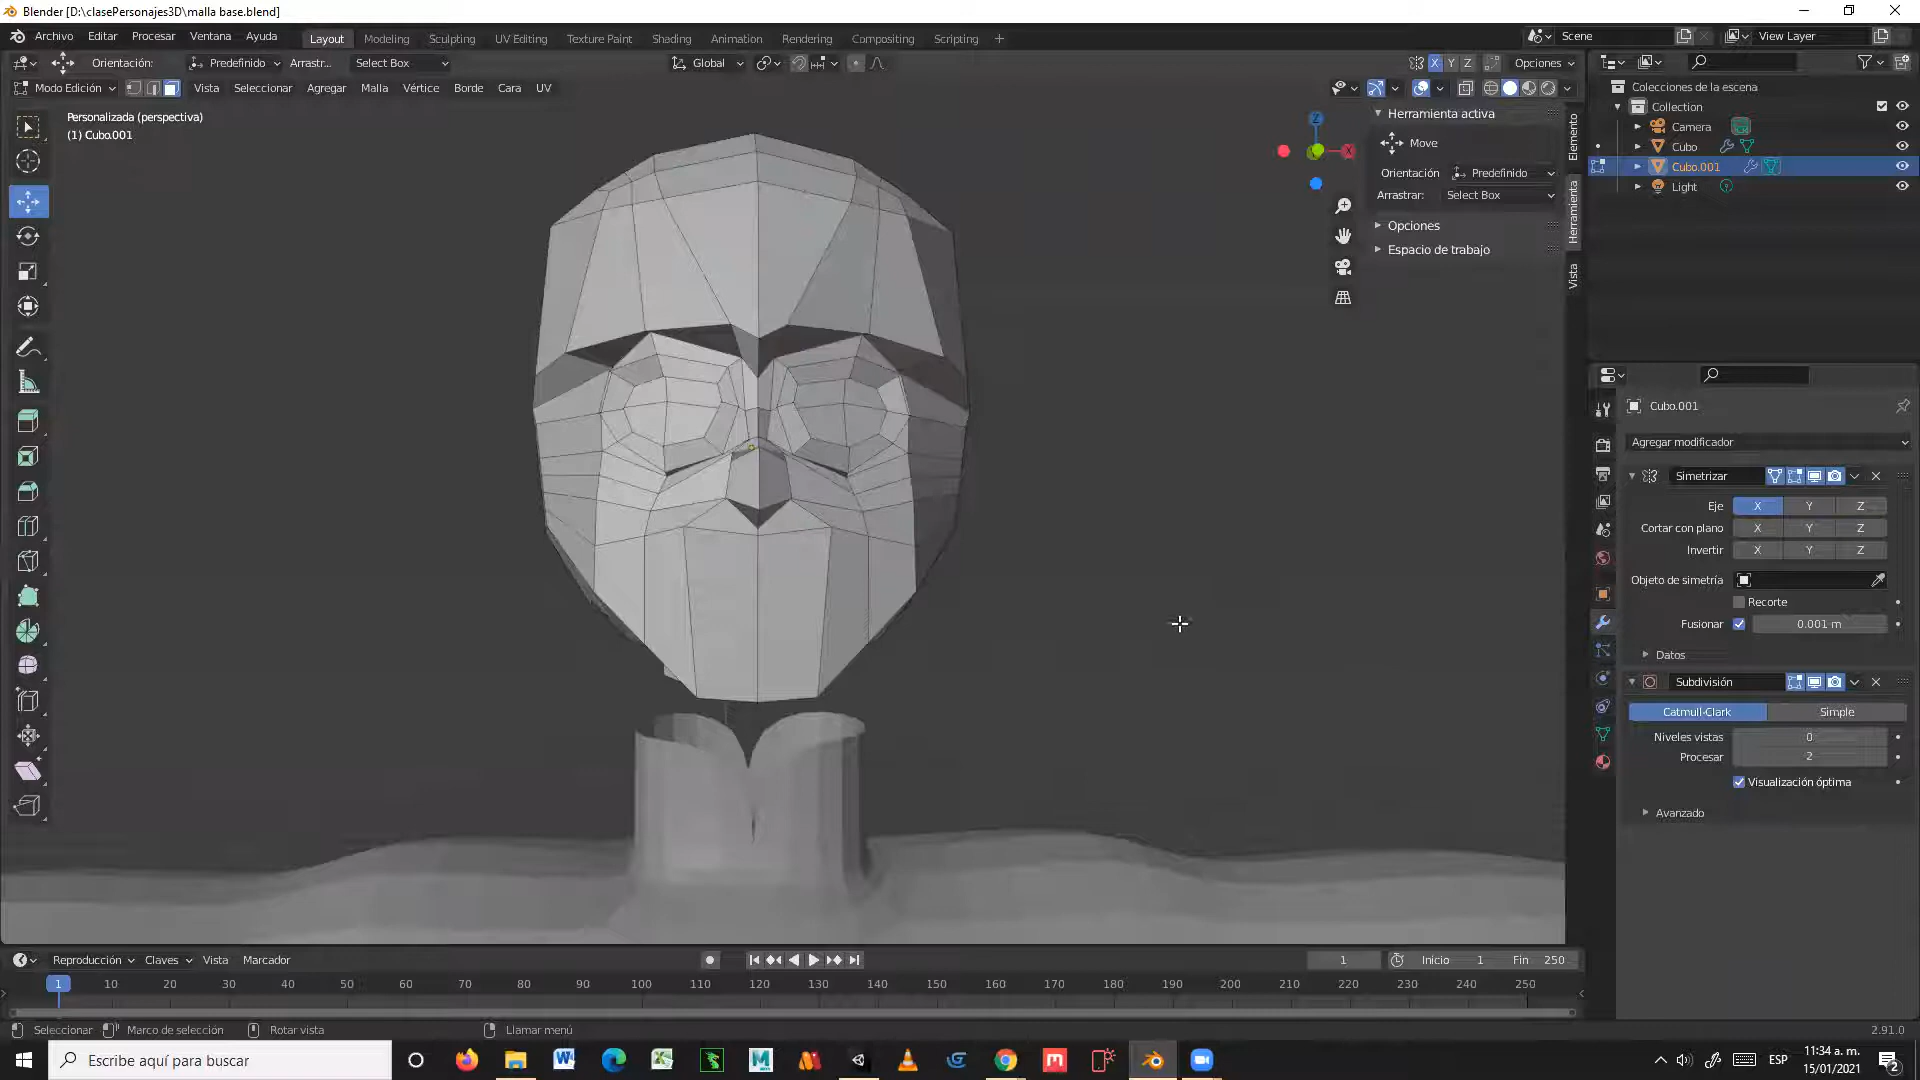 Blender [D:\clasePersonajes3D\malla base.blend]
Archivo Editar Procesar Ventana Ayuda Layout Modeling Sculpting UV Editing Texture Paint Shading Animation Rendering Compositing Scripting + Scene View Layer
Orientación: Predefinido Arrastr... Select Box Global X Y Z Opciones
Modo Edición Vista Seleccionar Agregar Malla Vértice Borde Cara UV
Personalizada (perspectiva)
(1) Cubo.001
Z
X
Herramienta activa
Move
Orientación Predefinido
Arrastrar: Select Box
Opciones
Espacio de trabajo
Elemento
Herramienta
Vista
Colecciones de la escena
Collection
Camera
Cubo
Cubo.001
Light
Cubo.001
Agregar modificador
Simetrizar
Eje X Y Z
Cortar con plano X Y Z
Invertir X Y Z
Objeto de simetría
Recorte
Fusionar 0.001 m
Datos
Subdivisión
Catmull-Clark Simple
Niveles vistas 0
Procesar 2
Visualización óptima
Avanzado
Reproducción Claves Vista Marcador 1 Inicio 1 Fin 250
1 10 20 30 40 50 60 70 80 90 100 110 120 130 140 150 160 170 180 190 200 210 220 230 240 250
Seleccionar Marco de selección Rotar vista Llamar menú 2.91.0
Escribe aquí para buscar
ESP
11:34 a. m.
15/01/2021
2